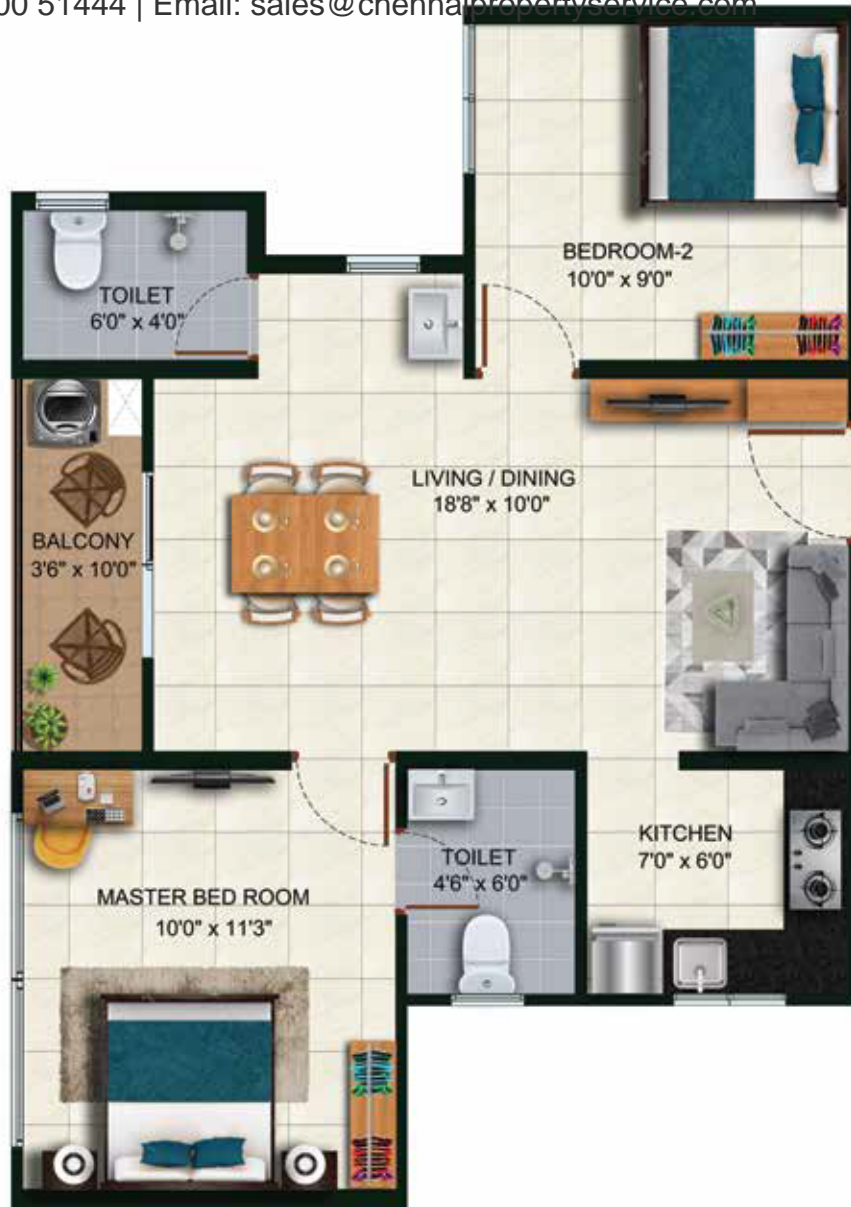 00 51444 | Email: sales@chennaipropertyservice.com
BEDROOM-2
10'0" x 9'0"
TOILET
6'0" x 4'0"
LIVING / DINING
18'8" x 10'0"
BALCONY
3'6" x 10'0"
KITCHEN
7'0" x 6'0"
TOILET
4'6" x 6'0"
MASTER BED ROOM
10'0" x 11'3"